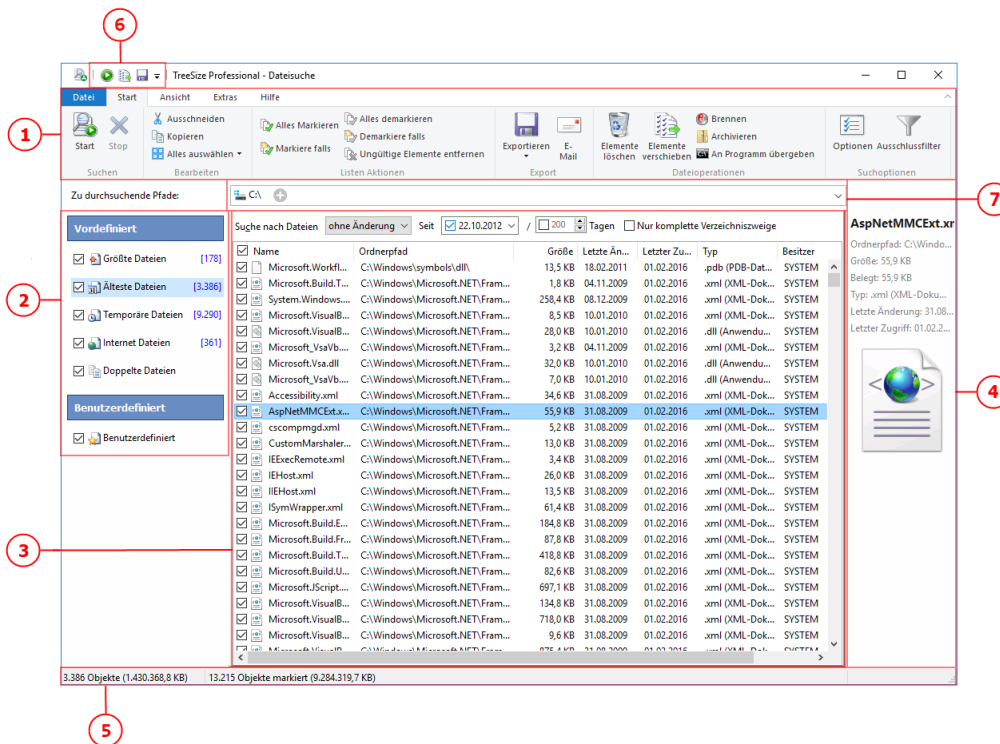 6
TreeSize Professional - Dateisuche
Datei Start Ansicht Extras Hilfe
1
Start Stop
Ausschneiden
Kopieren
Alles auswählen
Suchen Bearbeiten
Alles Markieren
Markiere falls
Alles demarkieren
Demarkiere falls
Ungültige Elemente entfernen
Listen Aktionen
Exportieren E-Mail
Export
Elemente löschen Elemente verschieben
Brennen
Archivieren
An Programm übergeben
Dateioperationen
Optionen Ausschlussfilter
Suchoptionen
Zu durchsuchende Pfade: C:\
7
2
Vordefiniert
Größte Dateien [178]
Älteste Dateien [3.386]
Temporäre Dateien [9.290]
Internet Dateien [361]
Doppelte Dateien
Benutzerdefiniert
Benutzerdefiniert
Suche nach Dateien ohne Änderung Seit 22.10.2012 / 200 Tagen Nur komplette Verzeichniszweige
3
Name Ordnerpfad Größe Letzte Än... Letzter Zu... Typ Besitzer
Microsoft.Workfl... C:\Windows\symbols\dll\ 13,5 KB 18.02.2011 01.02.2016 .pdb (PDB-Dat... SYSTEM
Microsoft.Build.T... C:\Windows\Microsoft.NET\Fram... 1,8 KB 04.11.2009 01.02.2016 .xml (XML-Dok... SYSTEM
System.Windows.... C:\Windows\Microsoft.NET\Fram... 258,4 KB 08.12.2009 01.02.2016 .xml (XML-Dok... SYSTEM
Microsoft.VisualB... C:\Windows\Microsoft.NET\Fram... 8,5 KB 10.01.2010 01.02.2016 .xml (XML-Dok... SYSTEM
Microsoft.VisualB... C:\Windows\Microsoft.NET\Fram... 28,0 KB 10.01.2010 01.02.2016 .dll (Anwendu... SYSTEM
Microsoft_VsaVb.... C:\Windows\Microsoft.NET\Fram... 3,2 KB 04.11.2009 01.02.2016 .xml (XML-Dok... SYSTEM
Microsoft.Vsa.dll C:\Windows\Microsoft.NET\Fram... 32,0 KB 10.01.2010 01.02.2016 .dll (Anwendu... SYSTEM
Microsoft_VsaVb.... C:\Windows\Microsoft.NET\Fram... 7,0 KB 10.01.2010 01.02.2016 .dll (Anwendu... SYSTEM
Accessibility.xml C:\Windows\Microsoft.NET\Fram... 34,6 KB 31.08.2009 01.02.2016 .xml (XML-Dok... SYSTEM
AspNetMMCExt.x... C:\Windows\Microsoft.NET\Fram... 55,9 KB 31.08.2009 01.02.2016 .xml (XML-Dok... SYSTEM
cscompmgd.xml C:\Windows\Microsoft.NET\Fram... 5,2 KB 31.08.2009 01.02.2016 .xml (XML-Dok... SYSTEM
CustomMarshaler... C:\Windows\Microsoft.NET\Fram... 13,0 KB 31.08.2009 01.02.2016 .xml (XML-Dok... SYSTEM
IEExecRemote.xml C:\Windows\Microsoft.NET\Fram... 3,4 KB 31.08.2009 01.02.2016 .xml (XML-Dok... SYSTEM
IEHost.xml C:\Windows\Microsoft.NET\Fram... 26,0 KB 31.08.2009 01.02.2016 .xml (XML-Dok... SYSTEM
IIEHost.xml C:\Windows\Microsoft.NET\Fram... 13,5 KB 31.08.2009 01.02.2016 .xml (XML-Dok... SYSTEM
ISymWrapper.xml C:\Windows\Microsoft.NET\Fram... 61,4 KB 31.08.2009 01.02.2016 .xml (XML-Dok... SYSTEM
Microsoft.Build.E... C:\Windows\Microsoft.NET\Fram... 184,8 KB 31.08.2009 01.02.2016 .xml (XML-Dok... SYSTEM
Microsoft.Build.Fr... C:\Windows\Microsoft.NET\Fram... 87,8 KB 31.08.2009 01.02.2016 .xml (XML-Dok... SYSTEM
Microsoft.Build.T... C:\Windows\Microsoft.NET\Fram... 418,8 KB 31.08.2009 01.02.2016 .xml (XML-Dok... SYSTEM
Microsoft.Build.U... C:\Windows\Microsoft.NET\Fram... 82,6 KB 31.08.2009 01.02.2016 .xml (XML-Dok... SYSTEM
Microsoft.JScript.... C:\Windows\Microsoft.NET\Fram... 697,1 KB 31.08.2009 01.02.2016 .xml (XML-Dok... SYSTEM
Microsoft.VisualB... C:\Windows\Microsoft.NET\Fram... 134,8 KB 31.08.2009 01.02.2016 .xml (XML-Dok... SYSTEM
Microsoft.VisualB... C:\Windows\Microsoft.NET\Fram... 718,0 KB 31.08.2009 01.02.2016 .xml (XML-Dok... SYSTEM
Microsoft.VisualB... C:\Windows\Microsoft.NET\Fram... 9,6 KB 31.08.2009 01.02.2016 .xml (XML-Dok... SYSTEM
Microsoft.VisualB... C:\Windows\Microsoft.NET\Fram... 875,4 KB 31.08.2009 01.02.2016 .xml (XML-Dok... SYSTEM
AspNetMMCExt.xr
Ordnerpfad: C:\Windo...
Größe: 55,9 KB
Belegt: 55,9 KB
Typ: .xml (XML-Doku...
Letzte Änderung: 31.08...
Letzter Zugriff: 01.02.2...
4
3.386 Objekte (1.430.368,8 KB) 13.215 Objekte markiert (9.284.319,7 KB)
5